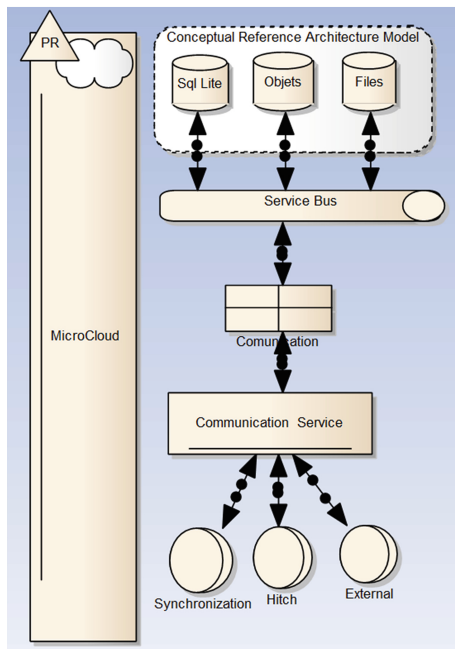 PR
Conceptual Reference Architecture Model
Sql Lite
Objets
Files
Service Bus
MicroCloud
Comunication
Communication Service
Synchronization
Hitch
External